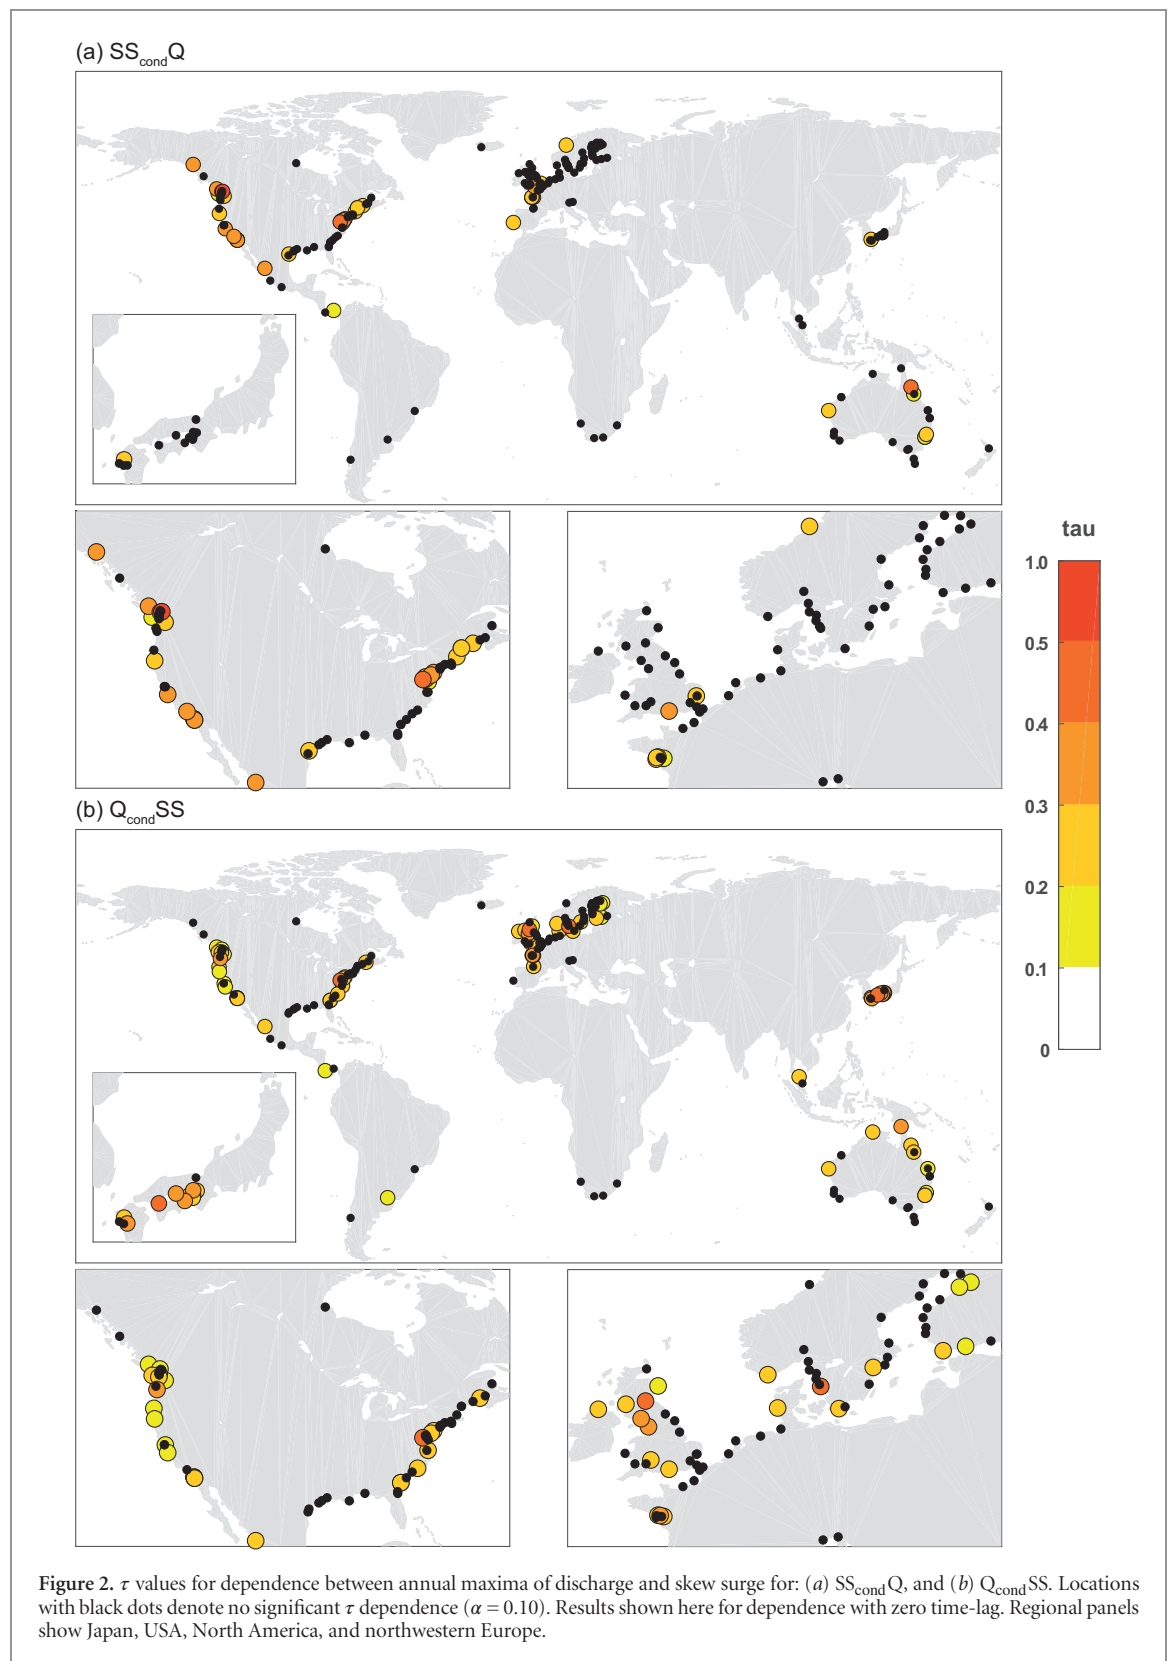 (a) SScondQ
tau
1.0
0.5
0.4
0.3
0.2
0.1
0
(b) QcondSS
Figure 2. τ values for dependence between annual maxima of discharge and skew surge for: (a) SScondQ, and (b) QcondSS. Locations
with black dots denote no significant τ dependence (α = 0.10). Results shown here for dependence with zero time-lag. Regional panels
show Japan, USA, North America, and northwestern Europe.